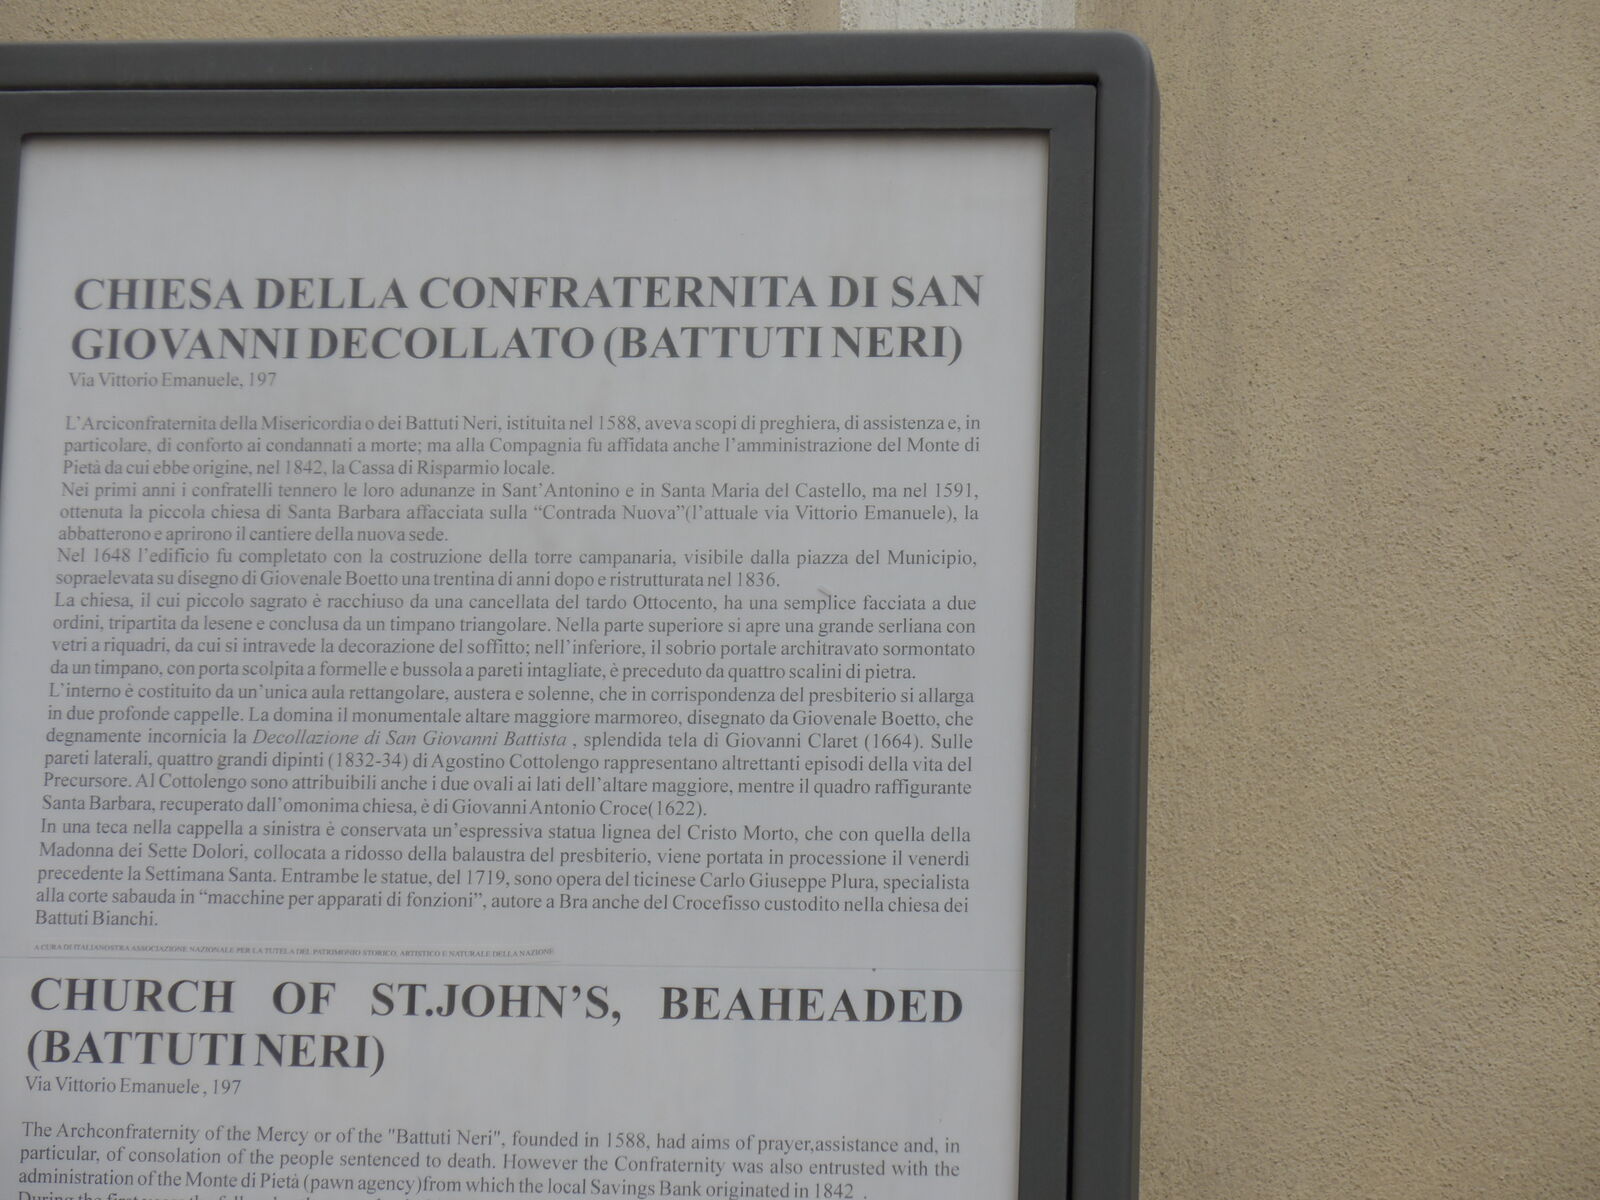 CHIESA DELLA CONFRATERNITA DI SAN
GIOVANNI DECOLLATO (BATTUTI NERI)
Via Vittorio Emanuele, 197
L'Arciconfraternita della Misericordia o dei Battuti Neri, istituita nel 1588, aveva scopi di preghiera, di assistenza e, in
particolare, di conforto ai condannati a morte; ma alla Compagnia fu affidata anche l'amministrazione del Monte di
Pietà da cui ebbe origine, nel 1842, la Cassa di Risparmio locale.
Nei primi anni i confratelli tennero le loro adunanze in Sant'Antonino e in Santa Maria del Castello, ma nel 1591,
ottenuta la piccola chiesa di Santa Barbara affacciata sulla "Contrada Nuova"(l'attuale via Vittorio Emanuele), la
abbatterono e aprirono il cantiere della nuova sede.
Nel 1648 l'edificio fu completato con la costruzione della torre campanaria, visibile dalla piazza del Municipio,
sopraelevata su disegno di Giovenale Boetto una trentina di anni dopo e ristrutturata nel 1836.
La chiesa, il cui piccolo sagrato è racchiuso da una cancellata del tardo Ottocento, ha una semplice facciata a due
ordini, tripartita da lesene e conclusa da un timpano triangolare. Nella parte superiore si apre una grande serliana con
vetri a riquadri, da cui si intravede la decorazione del soffitto; nell'inferiore, il sobrio portale architravato sormontato
da un timpano, con porta scolpita a formelle e bussola a pareti intagliate, è preceduto da quattro scalini di pietra.
L'interno è costituito da un'unica aula rettangolare, austera e solenne, che in corrispondenza del presbiterio si allarga
in due profonde cappelle. La domina il monumentale altare maggiore marmoreo, disegnato da Giovenale Boetto, che
degnamente incornicia la Decollazione di San Giovanni Battista , splendida tela di Giovanni Claret (1664). Sulle
pareti laterali, quattro grandi dipinti (1832-34) di Agostino Cottolengo rappresentano altrettanti episodi della vita del
Precursore. Al Cottolengo sono attribuibili anche i due ovali ai lati dell'altare maggiore, mentre il quadro raffigurante
Santa Barbara, recuperato dall'omonima chiesa, è di Giovanni Antonio Croce(1622).
In una teca nella cappella a sinistra è conservata un'espressiva statua lignea del Cristo Morto, che con quella della
Madonna dei Sette Dolori, collocata a ridosso della balaustra del presbiterio, viene portata in processione il venerdì
precedente la Settimana Santa. Entrambe le statue, del 1719, sono opera del ticinese Carlo Giuseppe Plura, specialista
alla corte sabauda in "macchine per apparati di fonzioni", autore a Bra anche del Crocefisso custodito nella chiesa dei
Battuti Bianchi.
A CURA DI ITALIANOSTRA ASSOCIAZIONE NAZIONALE PER LA TUTELA DEL PATRIMONIO STORICO, ARTISTICO E NATURALE DELLA NAZIONE
CHURCH OF ST.JOHN'S, BEAHEADED
(BATTUTI NERI)
Via Vittorio Emanuele , 197
The Archconfraternity of the Mercy or of the "Battuti Neri", founded in 1588, had aims of prayer,assistance and, in
particular, of consolation of the people sentenced to death. However the Confraternity was also entrusted with the
administration of the Monte di Pietà (pawn agency)from which the local Savings Bank originated in 1842 .
During the first years the